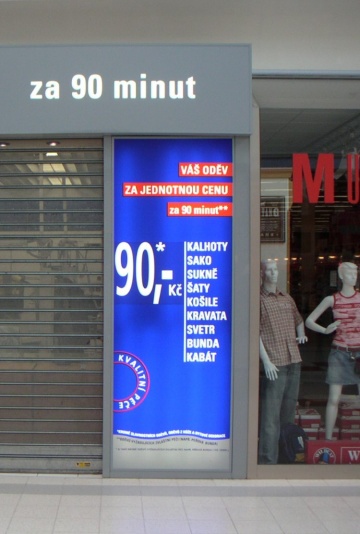 za 90 minut
VÁŠ ODĚV
ZA JEDNOTNOU CENU
za 90 minut**
90,-* Kč
KALHOTY
SAKO
SUKNĚ
ŠATY
KOŠILE
KRAVATA
SVETR
BUNDA
KABÁT
KVALITNÍ PÉČE
M